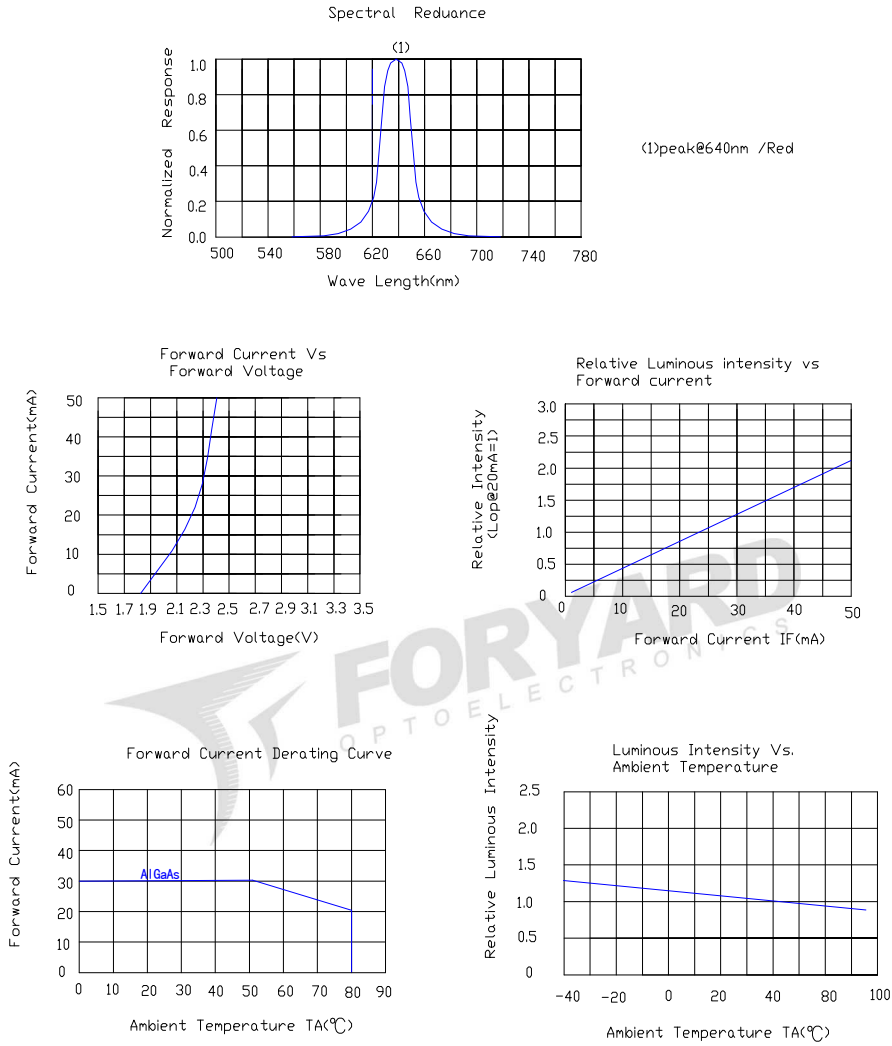 Spectral Reduance
(1)
Normalized Response
1.0
0.8
0.6
0.4
0.2
0.0
500 540 580 620 660 700 740 780
Wave Length(nm)
(1)peak@640nm /Red
Forward Current Vs
Forward Voltage
Forward Current(mA)
50
40
30
20
10
0
1.5 1.7 1.9 2.1 2.3 2.5 2.7 2.9 3.1 3.3 3.5
Forward Voltage(V)
Relative Luminous intensity vs
Forward current
Relative Intensity
(Lop@20mA=1)
3.0
2.5
2.0
1.5
1.0
0.5
0
0 10 20 30 40 50
Forward Current IF(mA)
FORYARD
OPTOELECTRONICS
Forward Current Derating Curve
Forward Current(mA)
60
50
40
30
20
10
0
AlGaAs
0 10 20 30 40 50 60 70 80 90
Ambient Temperature TA(℃)
Luminous Intensity Vs.
Ambient Temperature
Relative Luminous Intensity
2.5
2.0
1.5
1.0
0.5
0
-40 -20 0 20 40 80 60 100
Ambient Temperature TA(℃)